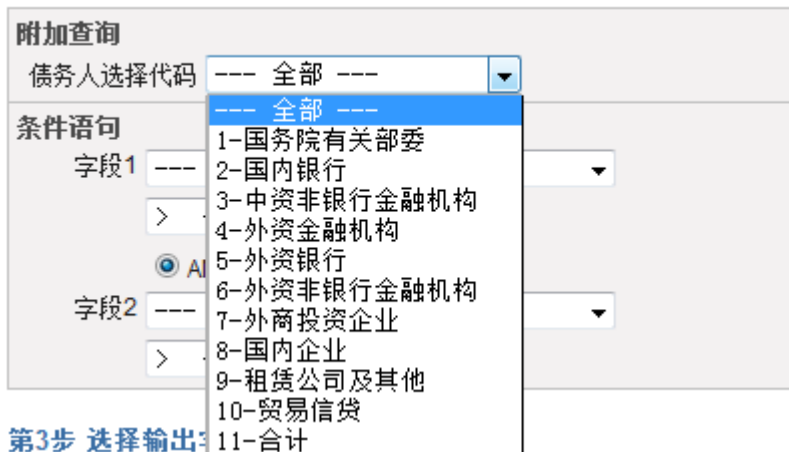 附加查询
债务人选择代码 --- 全部 ---
--- 全部 ---
1-国务院有关部委
2-国内银行
3-中资非银行金融机构
4-外资金融机构
5-外资银行
6-外资非银行金融机构
7-外商投资企业
8-国内企业
9-租赁公司及其他
10-贸易信贷
11-合计
条件语句
字段1 ---
>
字段2 ---
>
第3步 选择输出